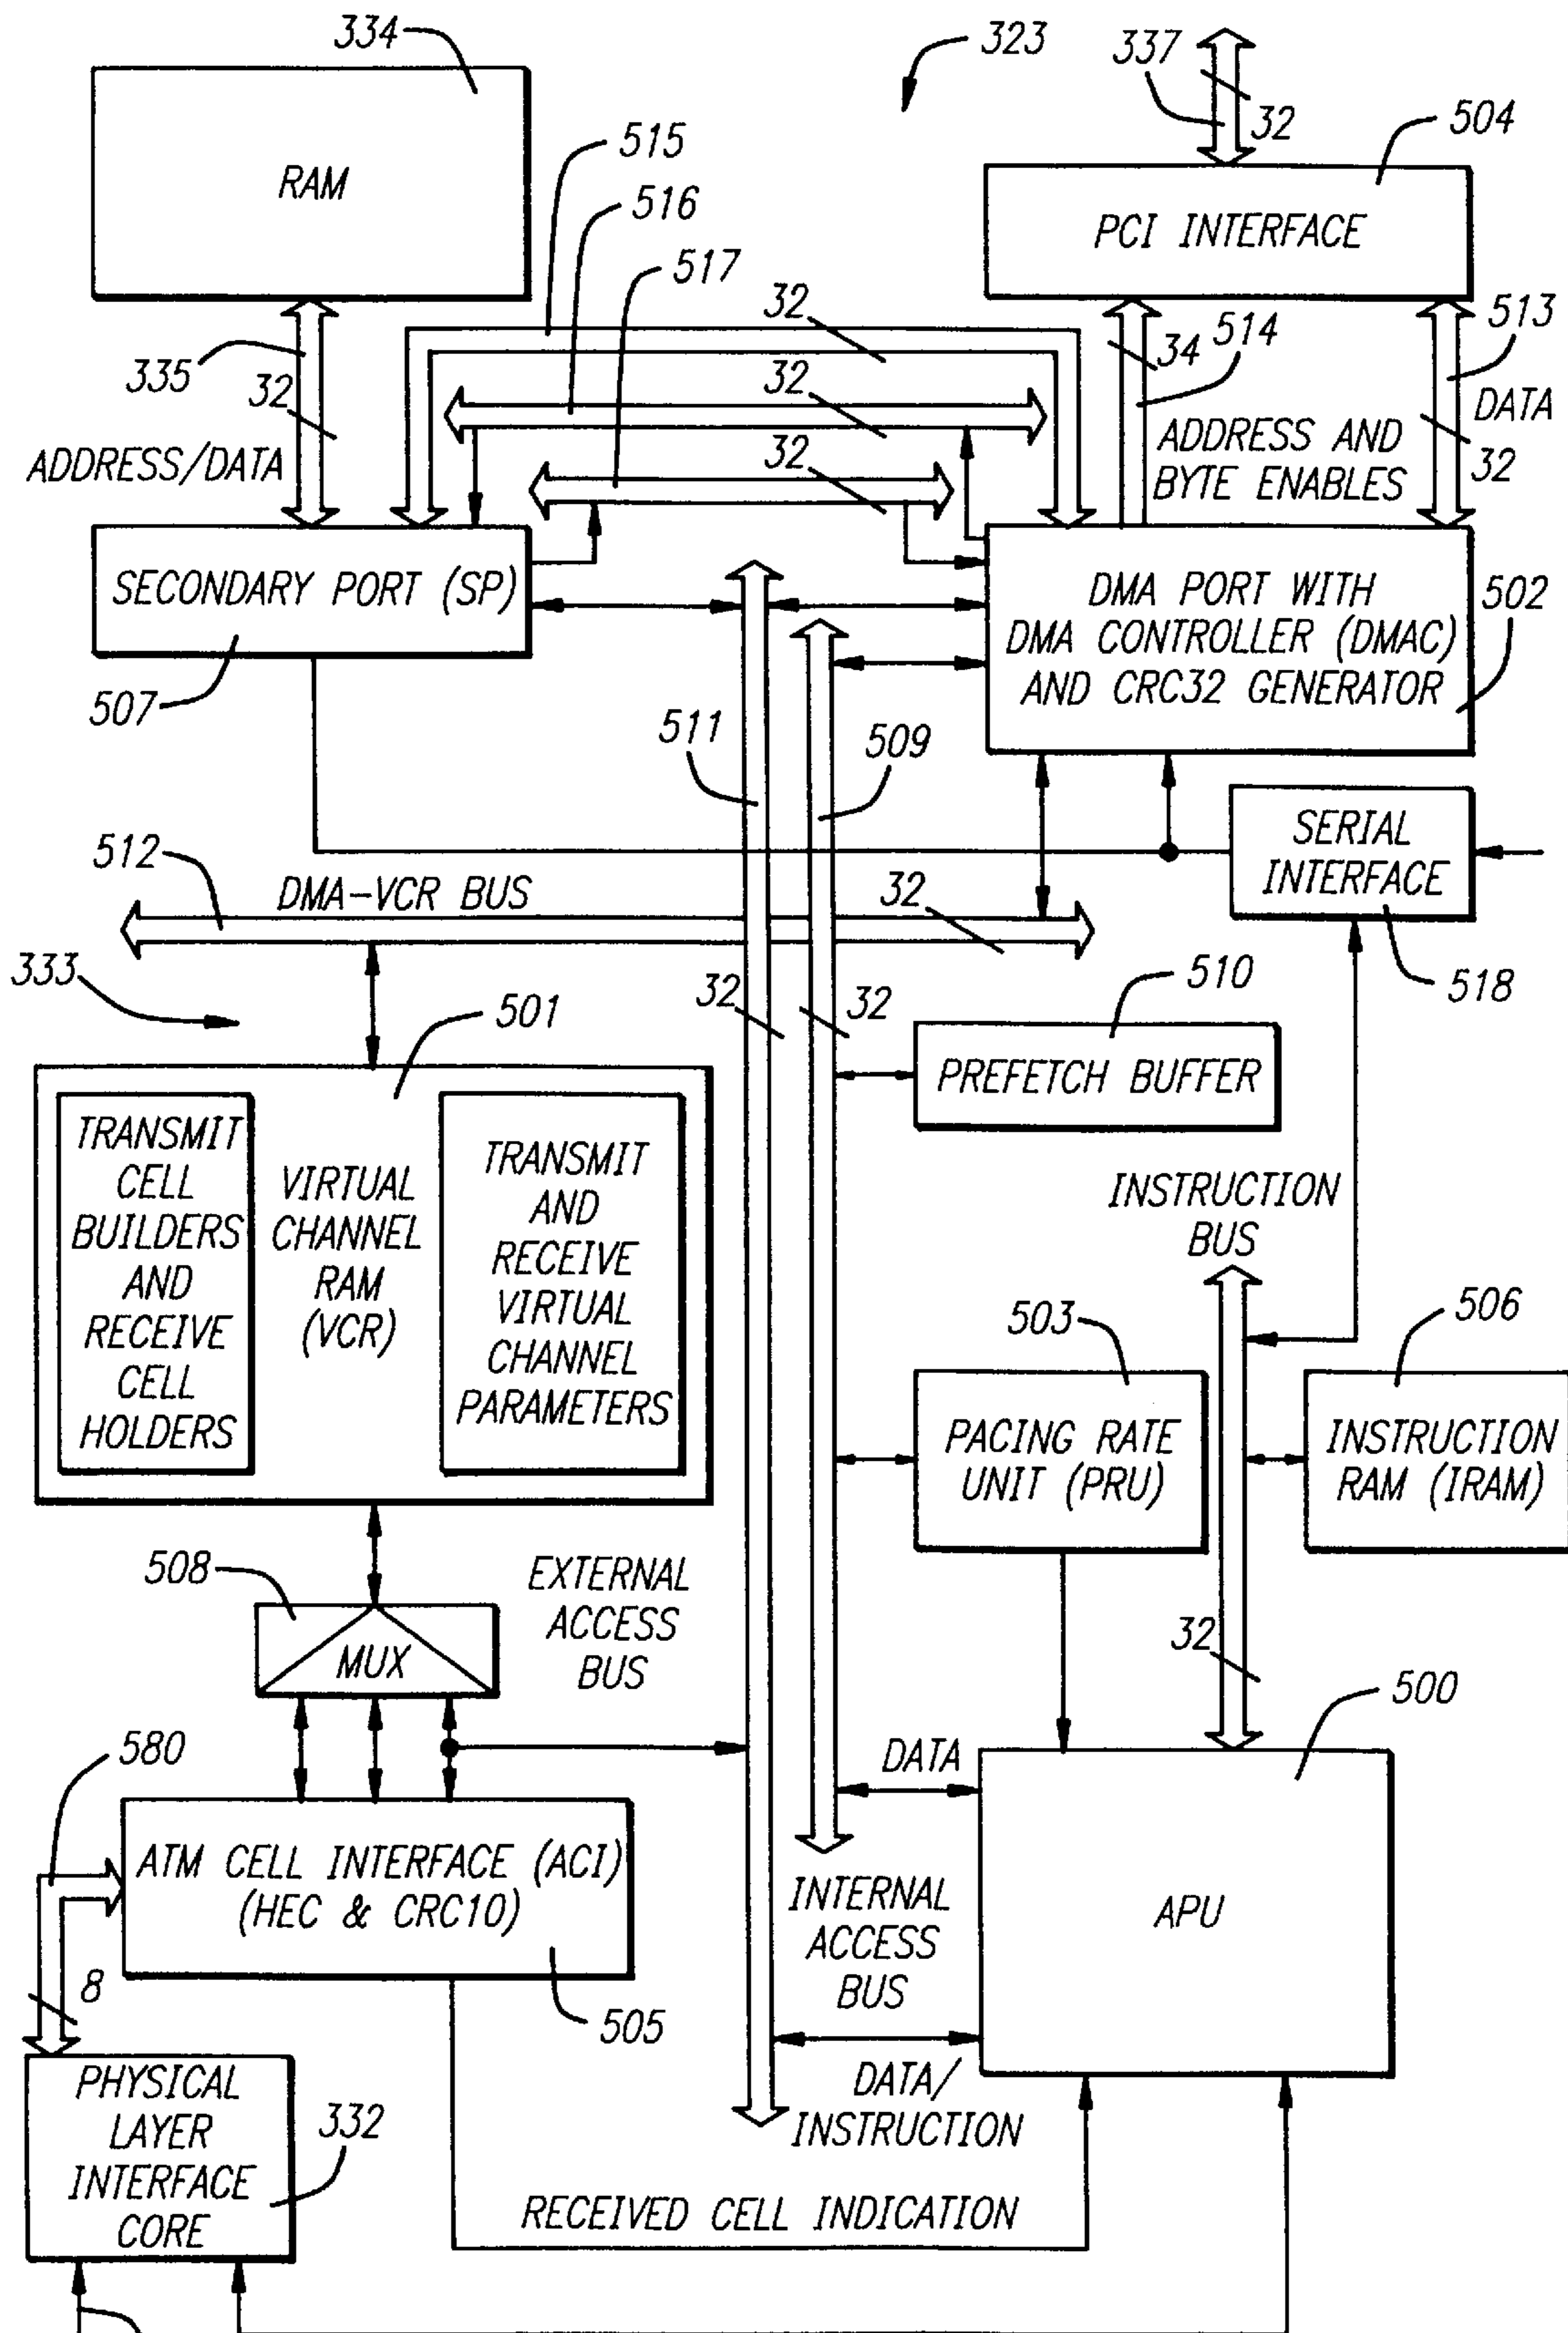 334
323
337
32
504
RAM
515
516
517
PCI INTERFACE
335
32
ADDRESS/DATA
32
32
32
34
514
513
DATA
32
ADDRESS AND
BYTE ENABLES
SECONDARY PORT (SP)
507
DMA PORT WITH
DMA CONTROLLER (DMAC)
AND CRC32 GENERATOR
502
511
509
SERIAL
INTERFACE
518
512
DMA-VCR BUS
32
333
501
32
32
510
PREFETCH BUFFER
TRANSMIT
CELL
BUILDERS
AND
RECEIVE
CELL
HOLDERS
VIRTUAL
CHANNEL
RAM
(VCR)
TRANSMIT
AND
RECEIVE
VIRTUAL
CHANNEL
PARAMETERS
INSTRUCTION
BUS
503
506
PACING RATE
UNIT (PRU)
INSTRUCTION
RAM (IRAM)
508
MUX
EXTERNAL
ACCESS
BUS
32
500
580
DATA
ATM CELL INTERFACE (ACI)
(HEC & CRC10)
505
8
INTERNAL
ACCESS
BUS
APU
PHYSICAL
LAYER
INTERFACE
CORE
332
DATA/
INSTRUCTION
RECEIVED CELL INDICATION